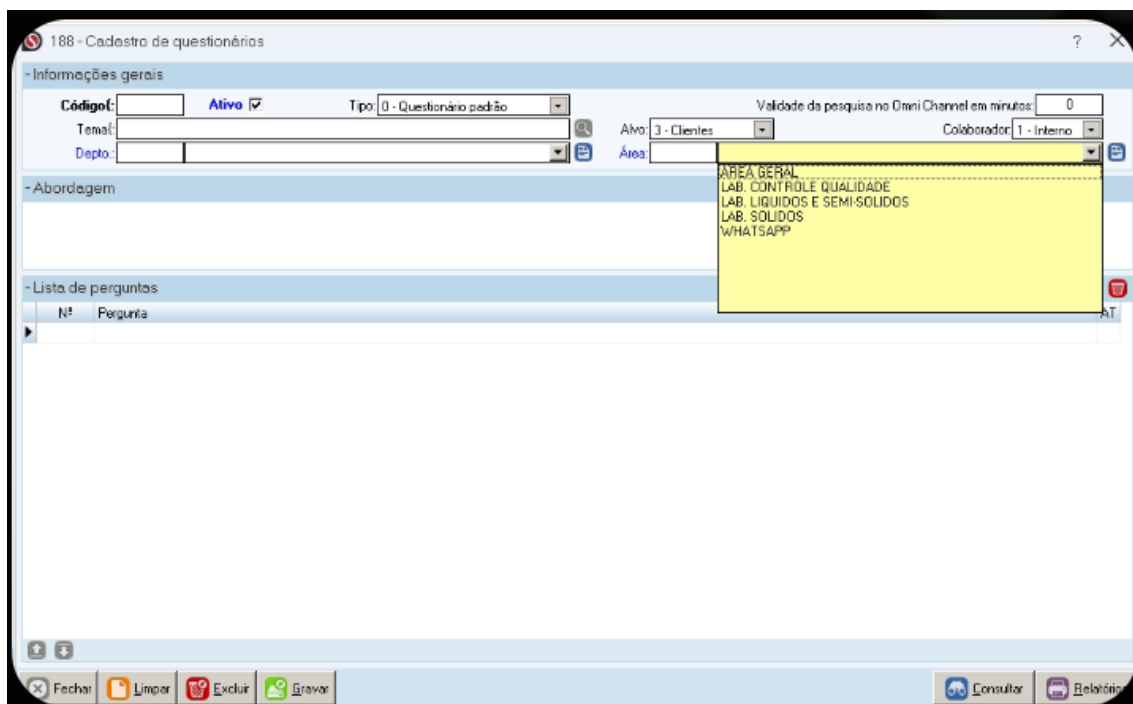 188 - Cadastro de questionários ?
- Informações gerais
Código(: Ativo Tipo: 0 - Questionário padrão Validade da pesquisa no Omni Channel em minutos: 0
Tema(: Alvo: 3 - Clientes Colaborador: 1 - Interno
Depto.: Área:
AREA GERAL
LAB. CONTROLE QUALIDADE
LAB. LIQUIDOS E SEMI-SOLIDOS
LAB. SOLIDOS
WHATSAPP
- Abordagem
- Lista de perguntas
Nº Pergunta AT
Fechar Limpar Excluir Gravar Consultar Relatório